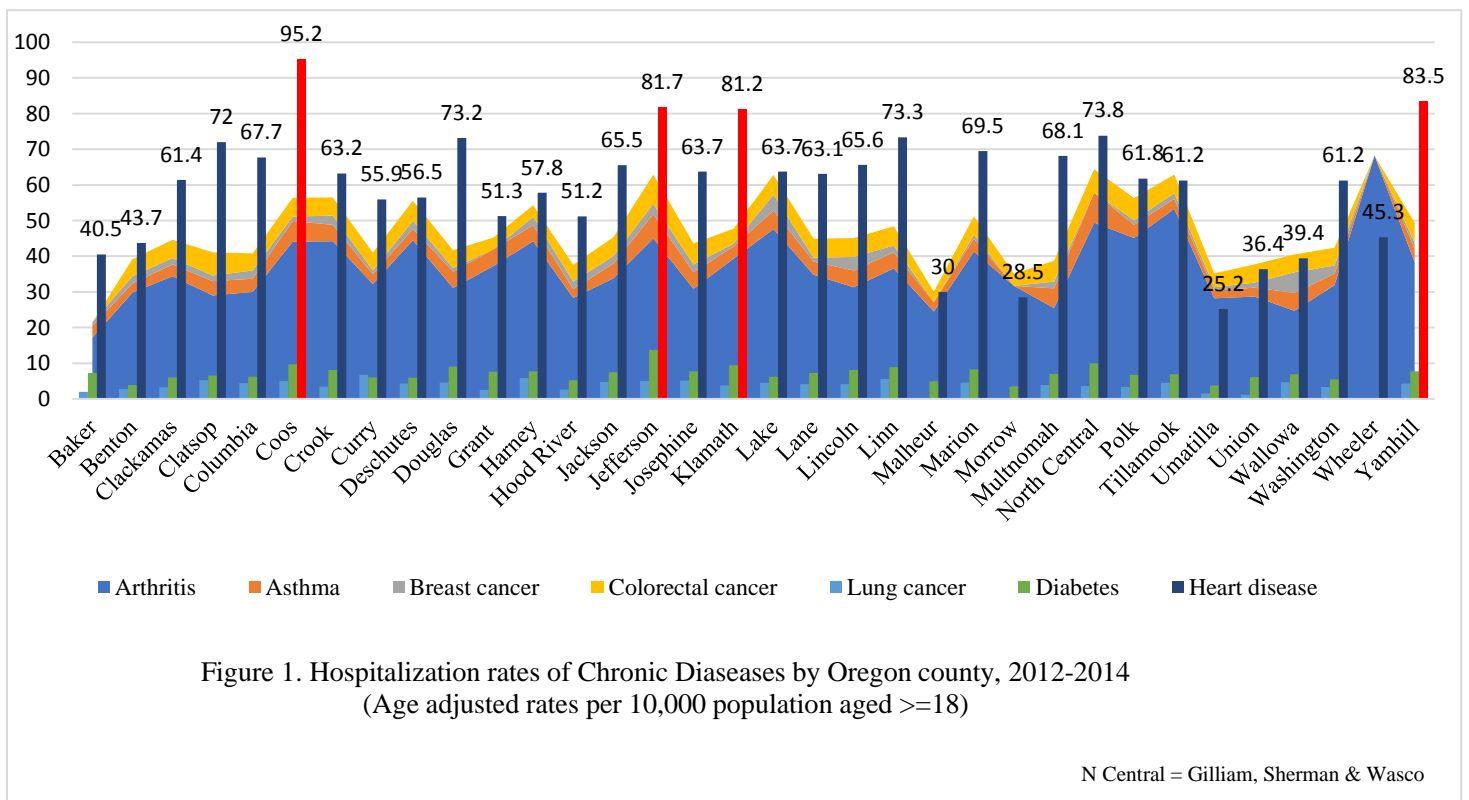 100
90
80
70
60
50
40
30
20
10
0
40.5
43.7
61.4
72
67.7
95.2
63.2
55.9
56.5
73.2
51.3
57.8
51.2
65.5
81.7
63.7
81.2
63.7
63.1
65.6
73.3
30
69.5
28.5
68.1
73.8
61.8
61.2
25.2
36.4
39.4
61.2
45.3
83.5
Baker
Benton
Clackamas
Clatsop
Columbia
Coos
Crook
Curry
Deschutes
Douglas
Grant
Harney
Hood River
Jackson
Jefferson
Josephine
Klamath
Lake
Lane
Lincoln
Linn
Malheur
Marion
Morrow
Multnomah
North Central
Polk
Tillamook
Umatilla
Union
Wallowa
Washington
Wheeler
Yamhill
Arthritis Asthma Breast cancer Colorectal cancer Lung cancer Diabetes Heart disease
Figure 1. Hospitalization rates of Chronic Diaseases by Oregon county, 2012-2014
(Age adjusted rates per 10,000 population aged >=18)
N Central = Gilliam, Sherman & Wasco